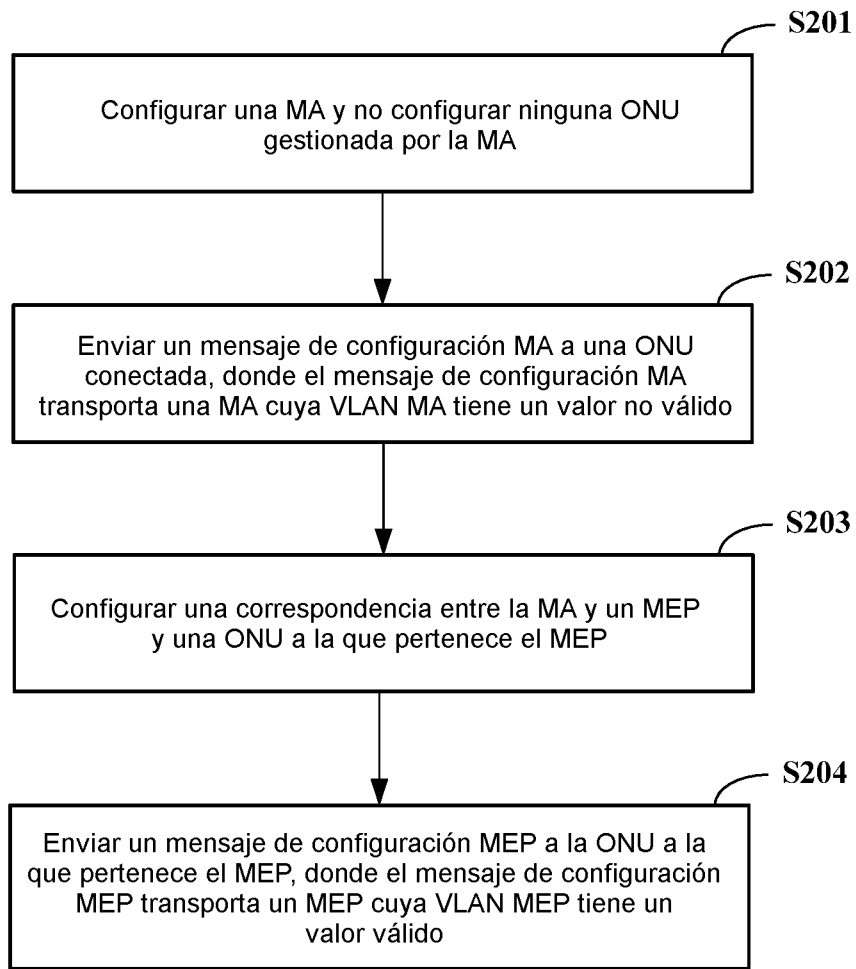 S201
Configurar una MA y no configurar ninguna ONU
gestionada por la MA
S202
Enviar un mensaje de configuración MA a una ONU
conectada, donde el mensaje de configuración MA
transporta una MA cuya VLAN MA tiene un valor no válido
S203
Configurar una correspondencia entre la MA y un MEP
y una ONU a la que pertenece el MEP
S204
Enviar un mensaje de configuración MEP a la ONU a la
que pertenece el MEP, donde el mensaje de configuración
MEP transporta un MEP cuya VLAN MEP tiene un
valor válido